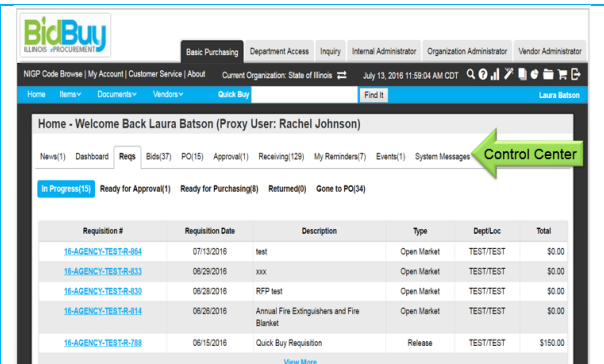 BidBuy
ILLINOIS ePROCUREMENT
Basic Purchasing Department Access Inquiry Internal Administrator Organization Administrator Vendor Administrator
NIGP Code Browse | My Account | Customer Service | About Current Organization: State of Illinois July 13, 2016 11:59:04 AM CDT
Home Items Documents Vendors Quick Buy Find It Laura Batson
Home - Welcome Back Laura Batson (Proxy User: Rachel Johnson)
News(1) Dashboard Reqs Bids(37) PO(15) Approval(1) Receiving(129) My Reminders(7) Events(1) System Messages Control Center
In Progress(15) Ready for Approval(1) Ready for Purchasing(8) Returned(0) Gone to PO(34)
Requisition # Requisition Date Description Type Dept/Loc Total
16-AGENCY-TEST-R-864 07/13/2016 test Open Market TEST/TEST $0.00
16-AGENCY-TEST-R-833 06/29/2016 xxx Open Market TEST/TEST $0.00
16-AGENCY-TEST-R-830 06/28/2016 RFP test Open Market TEST/TEST $0.00
16-AGENCY-TEST-R-814 06/26/2016 Annual Fire Extinguishers and Fire Blanket Open Market TEST/TEST $0.00
16-AGENCY-TEST-R-788 06/15/2016 Quick Buy Requisition Release TEST/TEST $150.00
View More